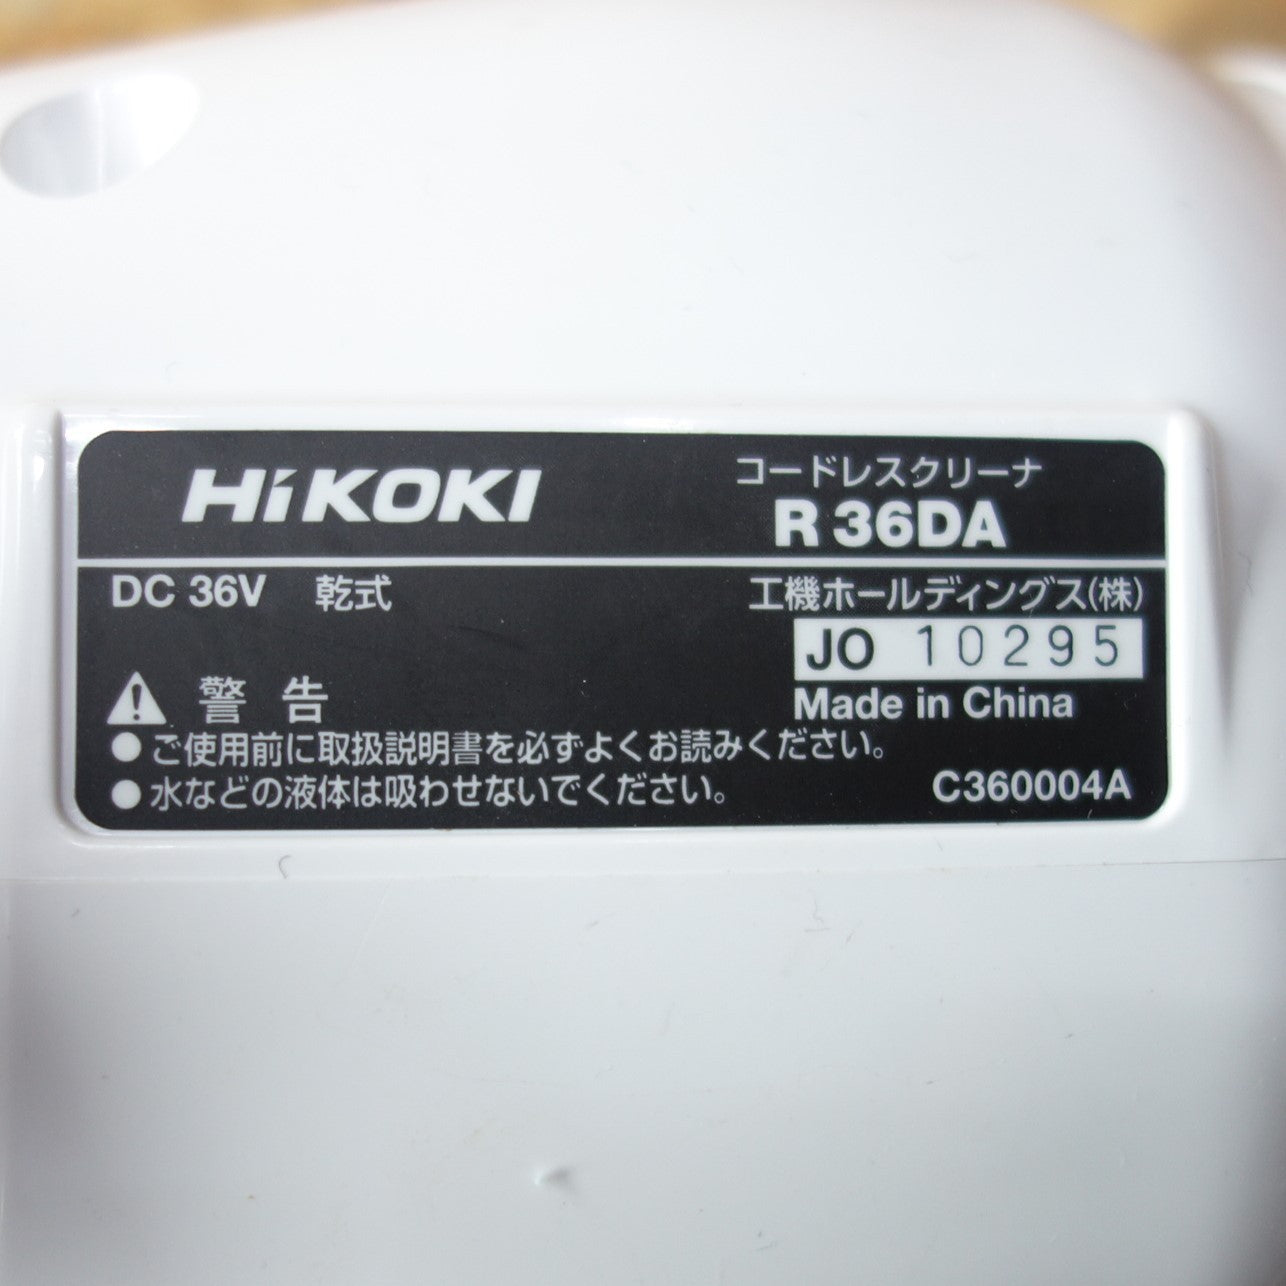 HiKOKI
コードレスクリーナ
R 36DA
DC 36V 乾式
工機ホールディングス(株)
JO 10295
Made in China
警告
●ご使用前に取扱説明書を必ずよくお読みください。
●水などの液体は吸わせないでください。
C360004A